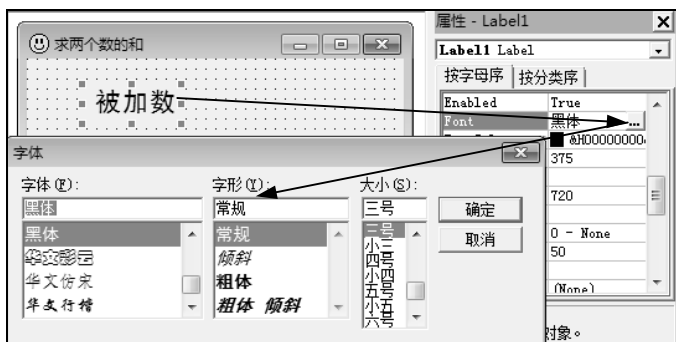 求两个数的和
被加数
属性 - Label1
Label1 Label
按字母序
按分类序
Enabled
True
Font
黑体
...
&H00000000&
375
720
0 - None
50
(None)
对象。
字体
字体(F):
黑体
黑体
华文彩云
华文仿宋
华文行楷
字形(Y):
常规
常规
倾斜
粗体
粗体 倾斜
大小(S):
三号
三号
小三
四号
小四
五号
小五
六号
确定
取消